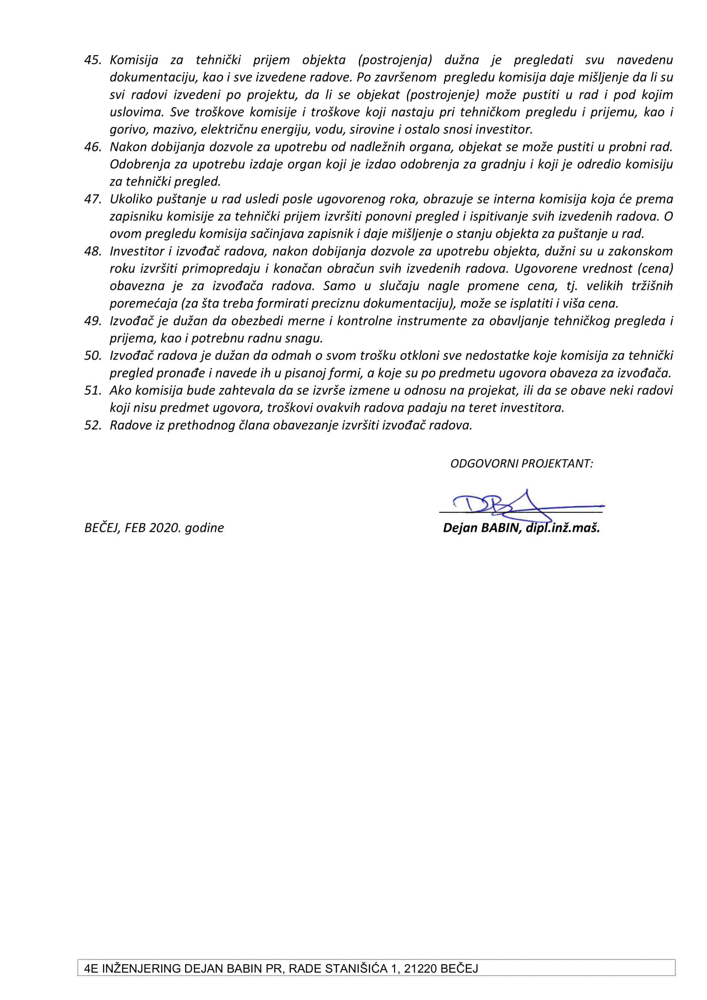 45. Komisija za tehnički prijem objekta (postrojenja) dužna je pregledati svu navedenu
dokumentaciju, kao i sve izvedene radove. Po završenom pregledu komisija daje mišljenje da li su
svi radovi izvedeni po projektu, da li se objekat (postrojenje) može pustiti u rad i pod kojim
uslovima. Sve troškove komisije i troškove koji nastaju pri tehničkom pregledu i prijemu, kao i
gorivo, mazivo, električnu energiju, vodu, sirovine i ostalo snosi investitor.
46. Nakon dobijanja dozvole za upotrebu od nadležnih organa, objekat se može pustiti u probni rad.
Odobrenja za upotrebu izdaje organ koji je izdao odobrenja za gradnju i koji je odredio komisiju
za tehnički pregled.
47. Ukoliko puštanje u rad usledi posle ugovorenog roka, obrazuje se interna komisija koja će prema
zapisniku komisije za tehnički prijem izvršiti ponovni pregled i ispitivanje svih izvedenih radova. O
ovom pregledu komisija sačinjava zapisnik i daje mišljenje o stanju objekta za puštanje u rad.
48. Investitor i izvođač radova, nakon dobijanja dozvole za upotrebu objekta, dužni su u zakonskom
roku izvršiti primopredaju i konačan obračun svih izvedenih radova. Ugovorene vrednost (cena)
obavezna je za izvođača radova. Samo u slučaju nagle promene cena, tj. velikih tržišnih
poremećaja (za šta treba formirati preciznu dokumentaciju), može se isplatiti i viša cena.
49. Izvođač je dužan da obezbedi merne i kontrolne instrumente za obavljanje tehničkog pregleda i
prijema, kao i potrebnu radnu snagu.
50. Izvođač radova je dužan da odmah o svom trošku otkloni sve nedostatke koje komisija za tehnički
pregled pronađe i navede ih u pisanoj formi, a koje su po predmetu ugovora obaveza za izvođača.
51. Ako komisija bude zahtevala da se izvrše izmene u odnosu na projekat, ili da se obave neki radovi
koji nisu predmet ugovora, troškovi ovakvih radova padaju na teret investitora.
52. Radove iz prethodnog člana obavezanje izvršiti izvođač radova.
ODGOVORNI PROJEKTANT:
BEČEJ, FEB 2020. godine
Dejan BABIN, dipl.inž.maš.
4E INŽENJERING DEJAN BABIN PR, RADE STANIŠIĆA 1, 21220 BEČEJ